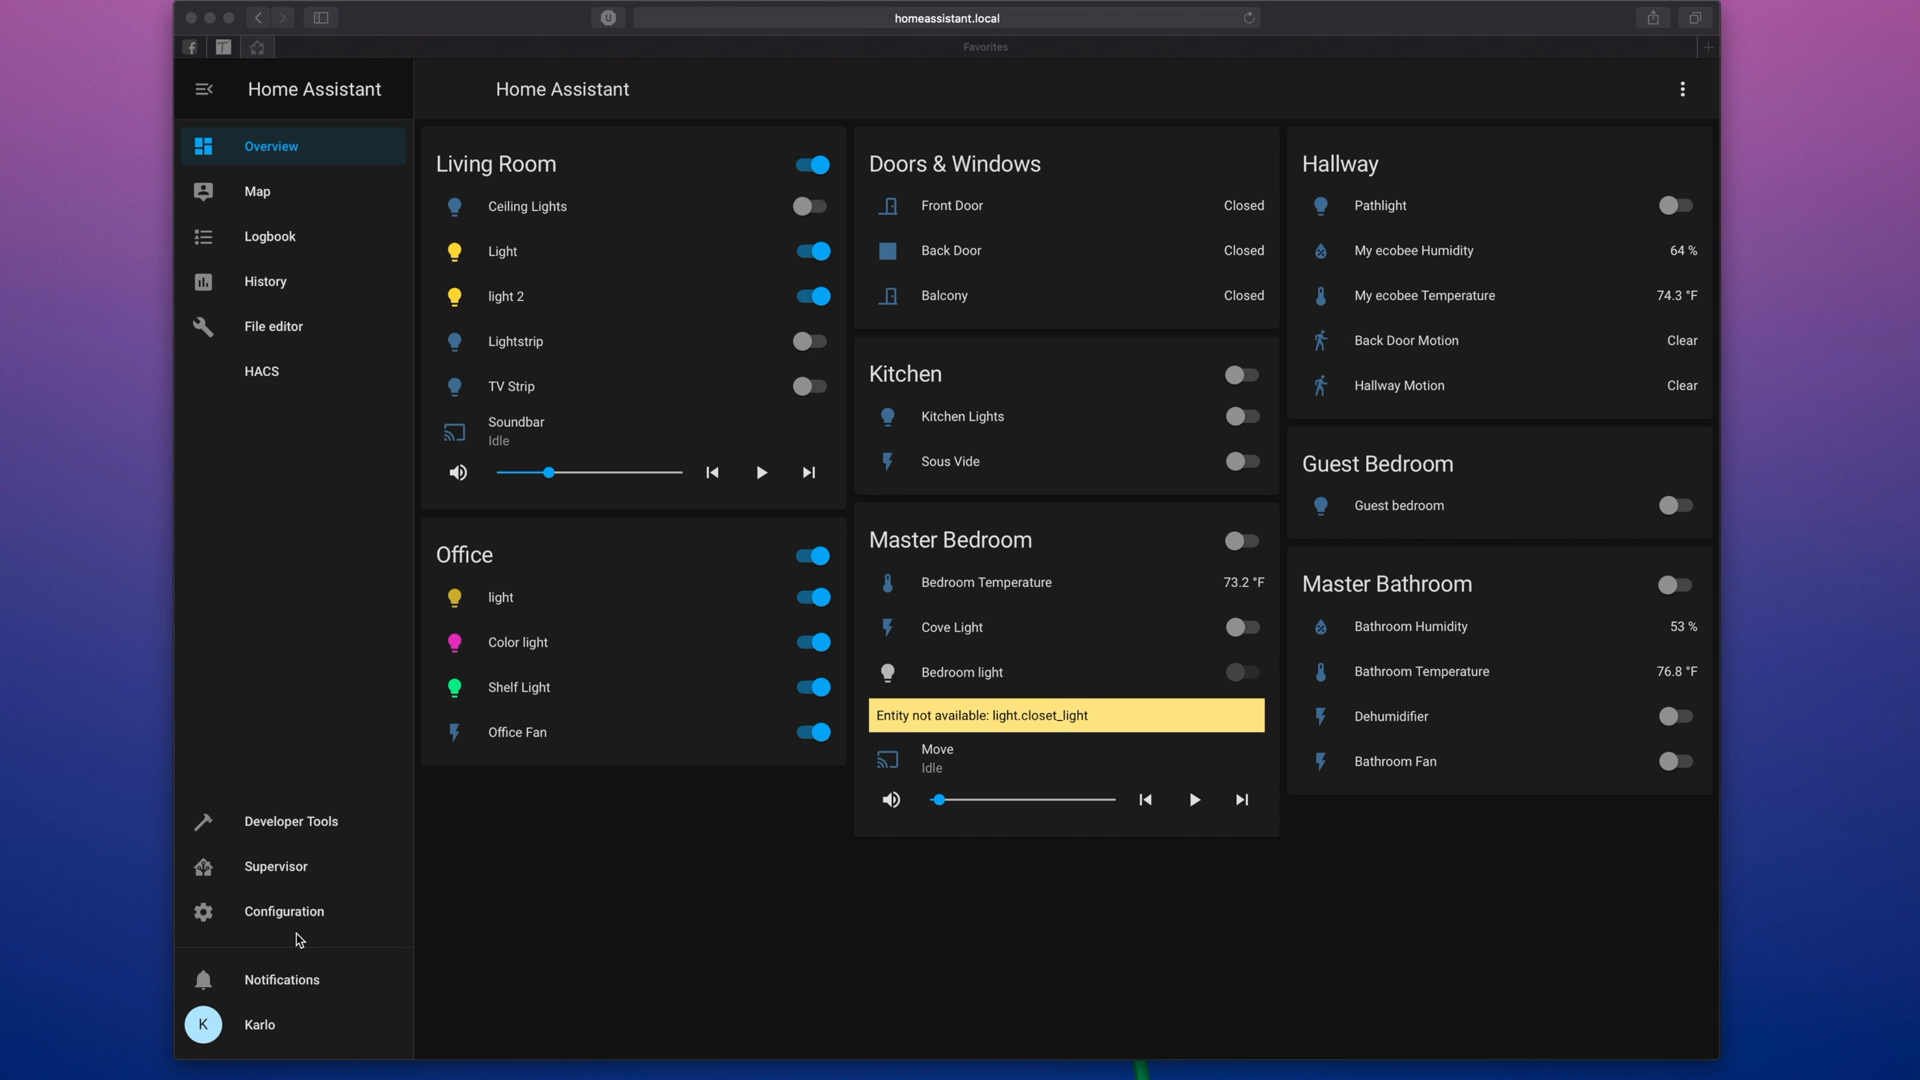 homeassistant.local
Favorites
Home Assistant
Home Assistant
Overview
Map
Logbook
History
File editor
HACS
Developer Tools
Supervisor
Configuration
Notifications
K
Karlo
Living Room
Ceiling Lights
Light
light 2
Lightstrip
TV Strip
Soundbar
Idle
Office
light
Color light
Shelf Light
Office Fan
Doors & Windows
Front Door Closed
Back Door Closed
Balcony Closed
Kitchen
Kitchen Lights
Sous Vide
Master Bedroom
Bedroom Temperature 73.2 °F
Cove Light
Bedroom light
Entity not available: light.closet_light
Move
Idle
Hallway
Pathlight
My ecobee Humidity 64 %
My ecobee Temperature 74.3 °F
Back Door Motion Clear
Hallway Motion Clear
Guest Bedroom
Guest bedroom
Master Bathroom
Bathroom Humidity 53 %
Bathroom Temperature 76.8 °F
Dehumidifier
Bathroom Fan